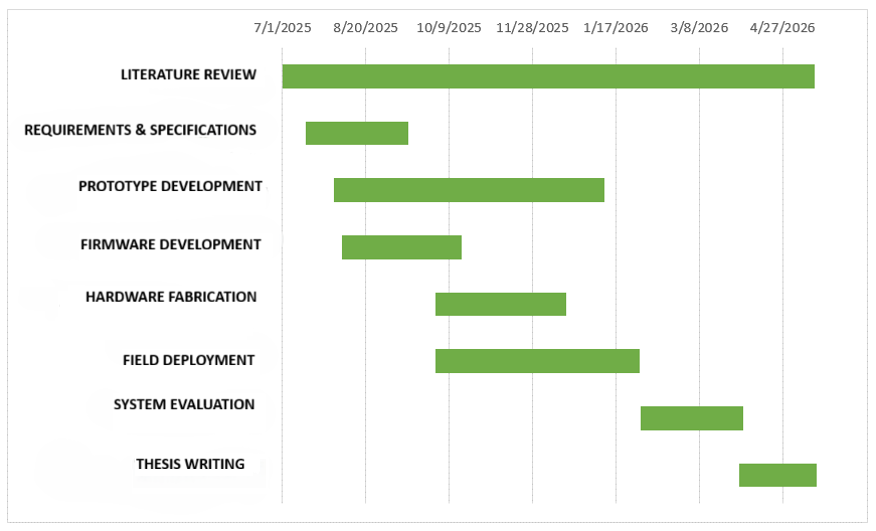 7/1/2025 8/20/2025 10/9/2025 11/28/2025 1/17/2026 3/8/2026 4/27/2026
LITERATURE REVIEW
REQUIREMENTS & SPECIFICATIONS
PROTOTYPE DEVELOPMENT
FIRMWARE DEVELOPMENT
HARDWARE FABRICATION
FIELD DEPLOYMENT
SYSTEM EVALUATION
THESIS WRITING